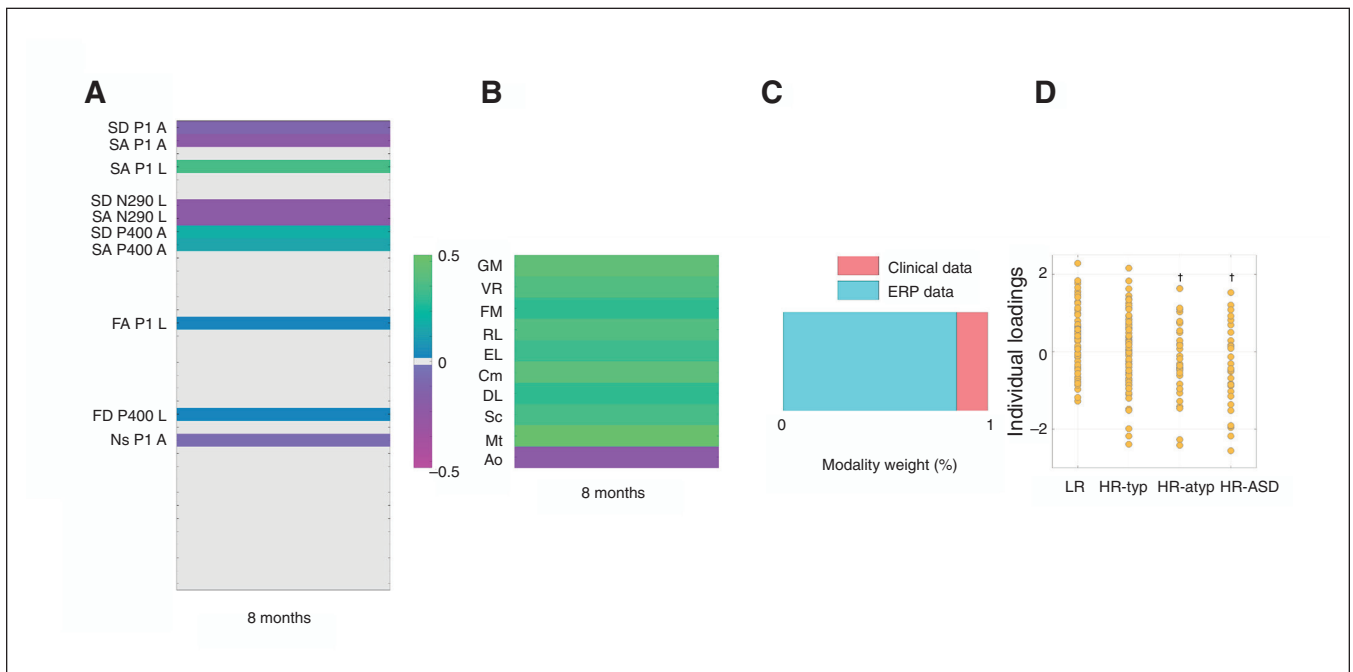 A
B
C
D
SD P1 A
SA P1 A
SA P1 L
SD N290 L
SA N290 L
SD P400 A
SA P400 A
FA P1 L
FD P400 L
Ns P1 A
8 months
0.5
0
−0.5
GM
VR
FM
RL
EL
Cm
DL
Sc
Mt
Ao
8 months
Clinical data
ERP data
0
1
Modality weight (%)
Individual loadings
2
0
−2
† †
LR HR-typ HR-atyp HR-ASD